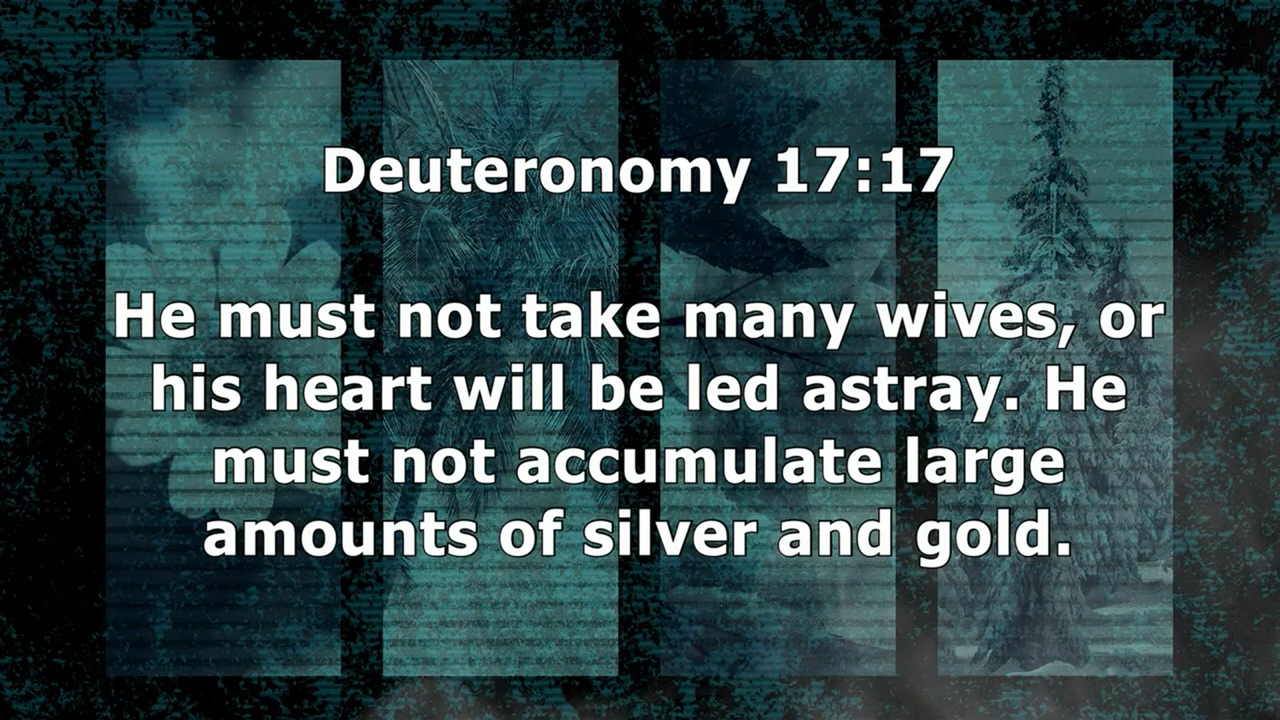 Deuteronomy 17:17
He must not take many wives, or
his heart will be led astray. He
must not accumulate large
amounts of silver and gold.